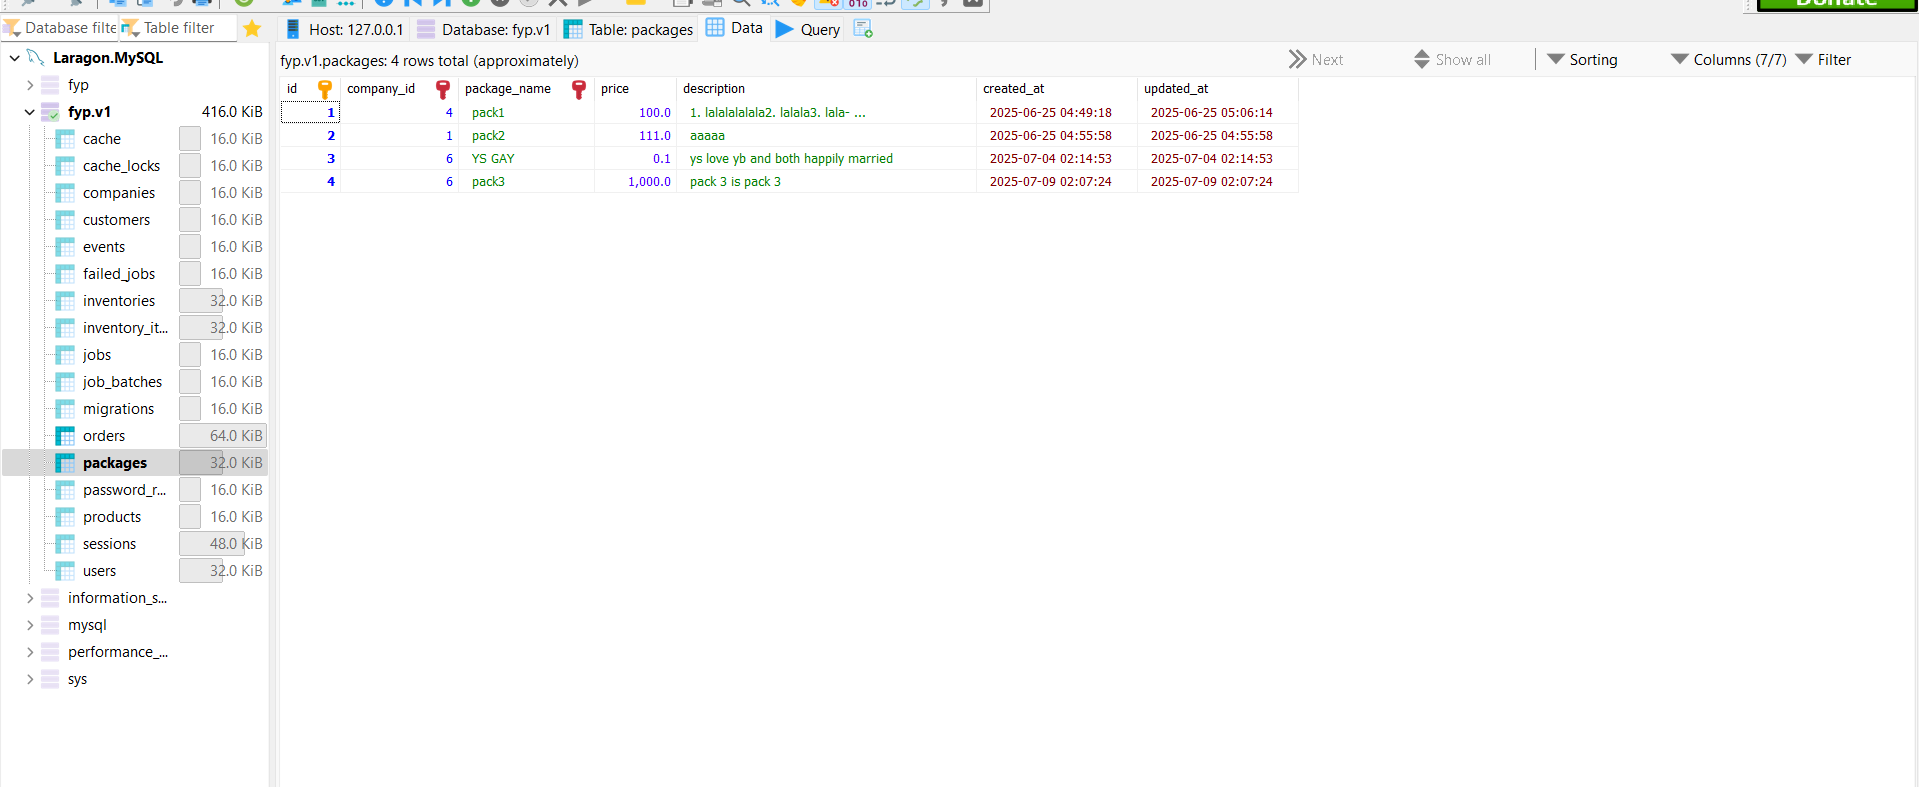 Donate
Database filte Table filter Host: 127.0.0.1 Database: fyp.v1 Table: packages Data Query
Laragon.MySQL
fyp
fyp.v1 416.0 KiB
cache 16.0 KiB
cache_locks 16.0 KiB
companies 16.0 KiB
customers 16.0 KiB
events 16.0 KiB
failed_jobs 16.0 KiB
inventories 32.0 KiB
inventory_it... 32.0 KiB
jobs 16.0 KiB
job_batches 16.0 KiB
migrations 16.0 KiB
orders 64.0 KiB
packages 32.0 KiB
password_r... 16.0 KiB
products 16.0 KiB
sessions 48.0 KiB
users 32.0 KiB
information_s...
mysql
performance_...
sys
fyp.v1.packages: 4 rows total (approximately) Next Show all Sorting Columns (7/7) Filter
id company_id package_name price description created_at updated_at
1 4 pack1 100.0 1. lalalalalala2. lalala3. lala- ... 2025-06-25 04:49:18 2025-06-25 05:06:14
2 1 pack2 111.0 aaaaa 2025-06-25 04:55:58 2025-06-25 04:55:58
3 6 YS GAY 0.1 ys love yb and both happily married 2025-07-04 02:14:53 2025-07-04 02:14:53
4 6 pack3 1,000.0 pack 3 is pack 3 2025-07-09 02:07:24 2025-07-09 02:07:24